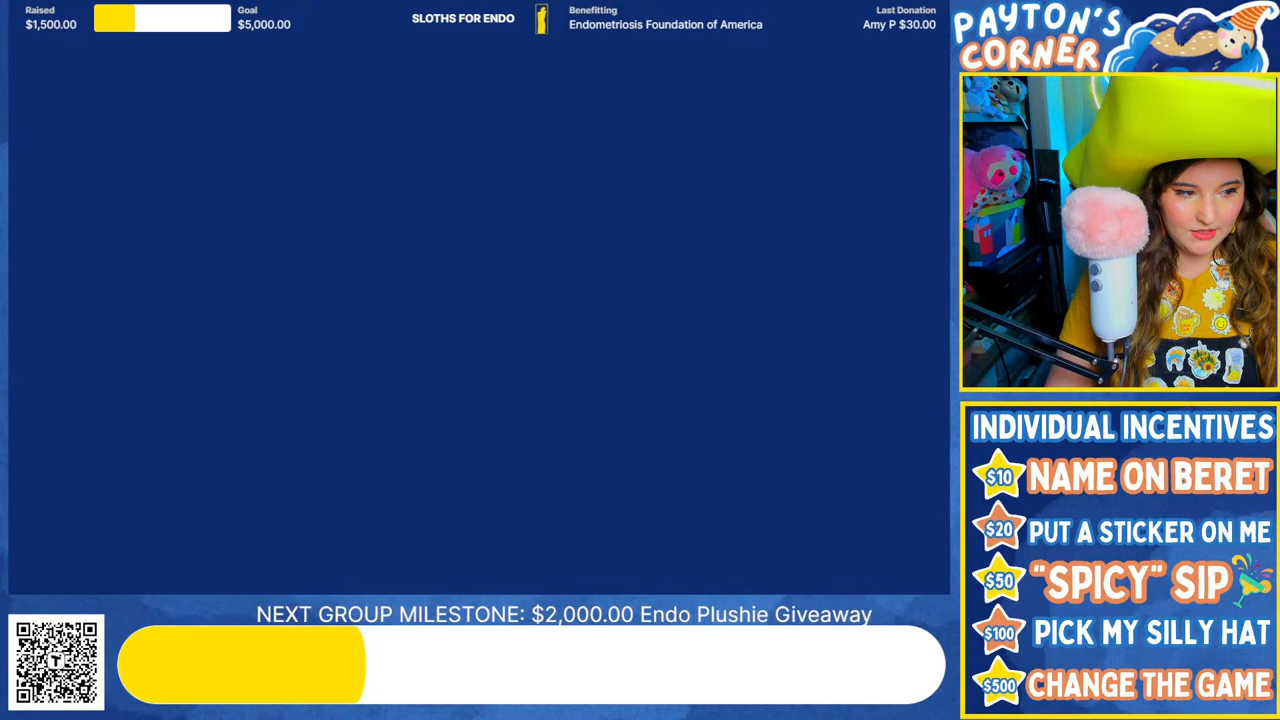 Raised
$1,500.00
Goal
$5,000.00
SLOTHS FOR ENDO
Benefitting
Endometriosis Foundation of America
Last Donation
Amy P $30.00
PAYTON'S
CORNER
INDIVIDUAL INCENTIVES
$10 NAME ON BERET
$20 PUT A STICKER ON ME
$50 "SPICY" SIP
$100 PICK MY SILLY HAT
$500 CHANGE THE GAME
NEXT GROUP MILESTONE: $2,000.00 Endo Plushie Giveaway
T